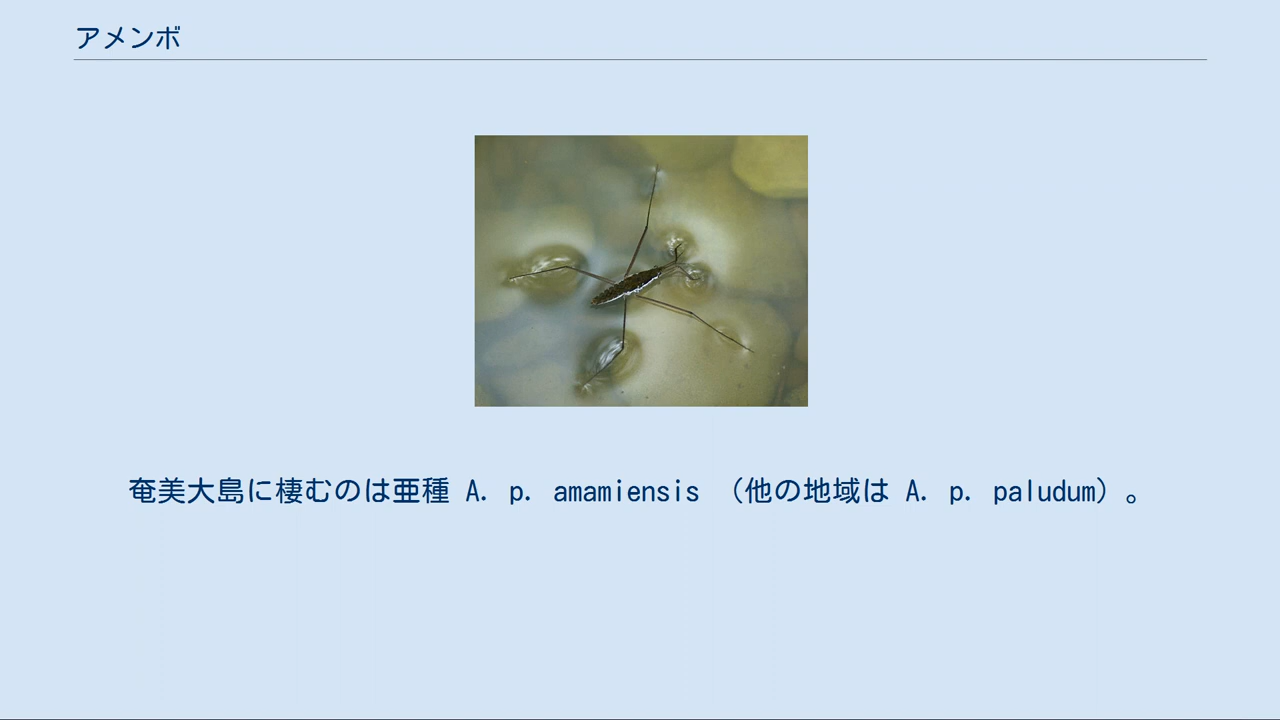 アメンボ
奄美大島に棲むのは亜種 A. p. amamiensis （他の地域は A. p. paludum）。